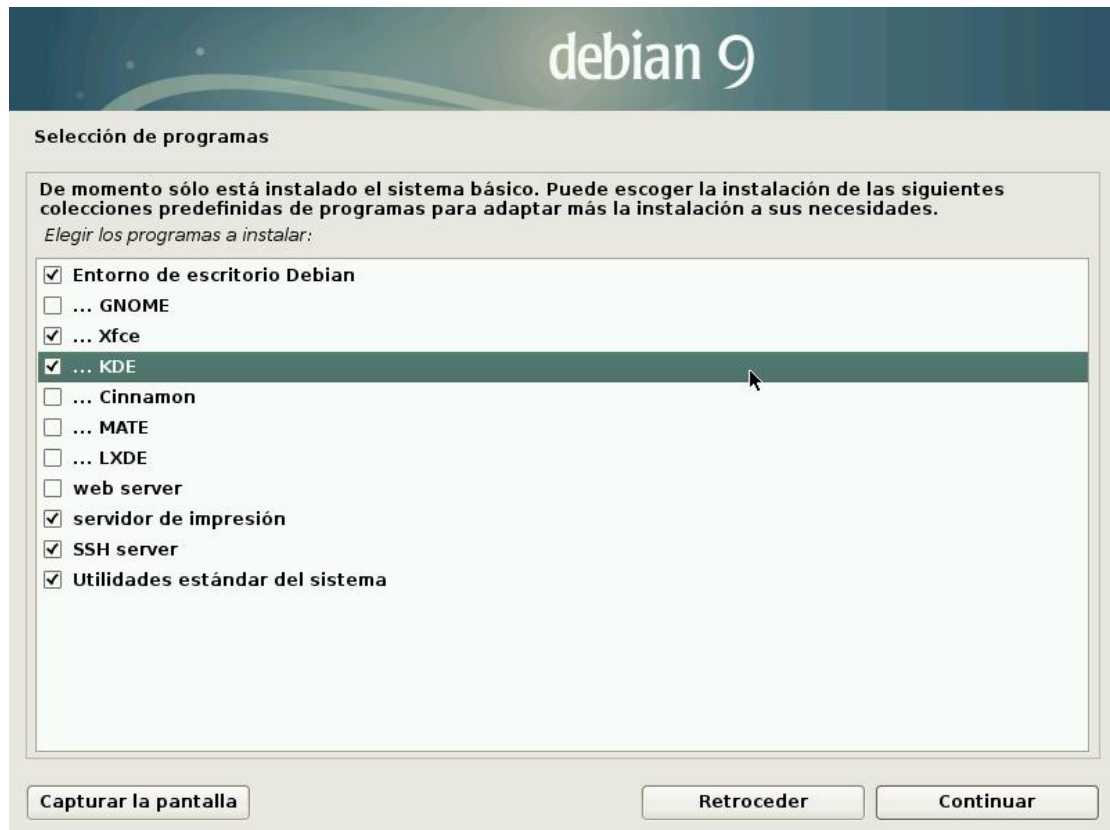 debian 9
Selección de programas
De momento sólo está instalado el sistema básico. Puede escoger la instalación de las siguientes
colecciones predefinidas de programas para adaptar más la instalación a sus necesidades.
Elegir los programas a instalar:
Entorno de escritorio Debian
... GNOME
... Xfce
... KDE
... Cinnamon
... MATE
... LXDE
web server
servidor de impresión
SSH server
Utilidades estándar del sistema
Capturar la pantalla
Retroceder
Continuar